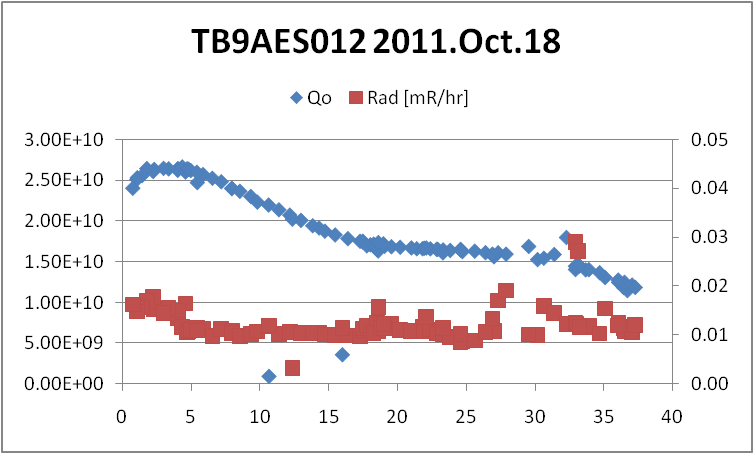 TB9AES012 2011.Oct.18
Qo Rad [mR/hr]
3.00E+10 0.05
2.50E+10 0.04
2.00E+10
1.50E+10 0.03
1.00E+10 0.02
5.00E+09 0.01
0.00E+00 0.00
0 5 10 15 20 25 30 35 40